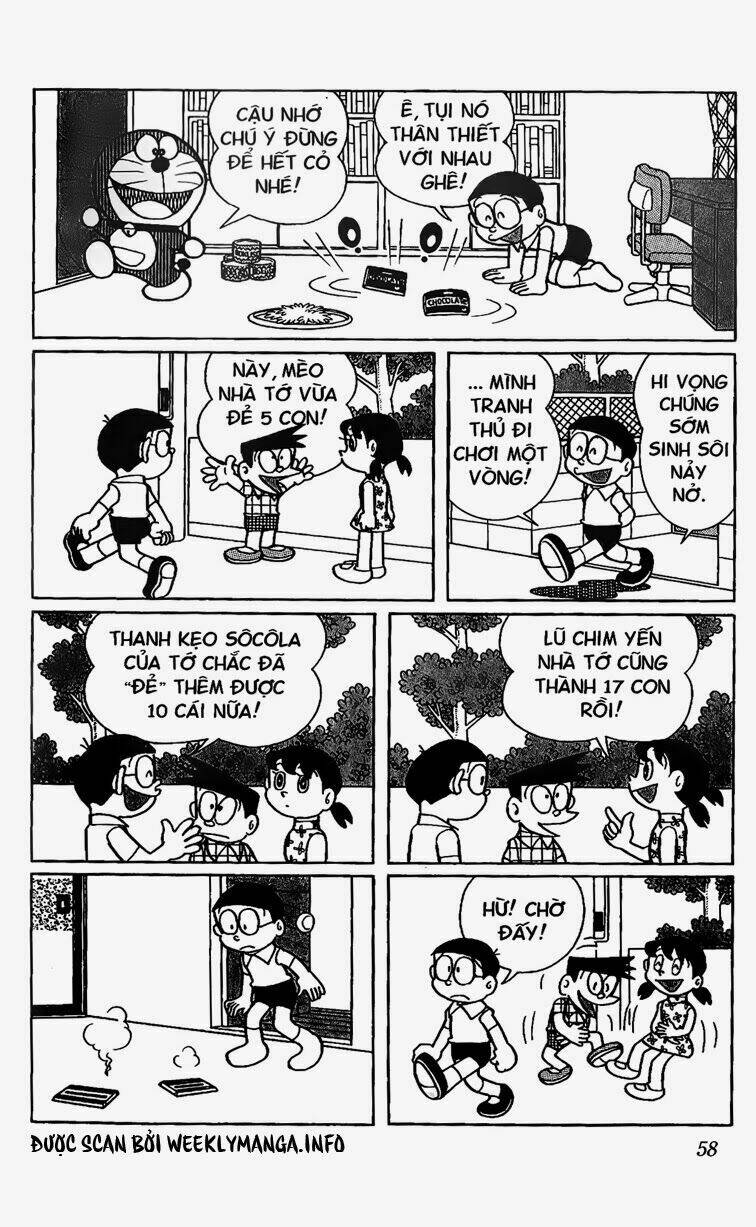 Ê, TỤI NÓ
THÂN THIẾT
VỚI NHAU
GHÊ!
CẬU NHỚ
CHÚ Ý ĐỪNG
ĐỂ HẾT CỎ
NHÉ!
CHOCOLATE
CHOCOLATE
HI VỌNG
CHÚNG
SỚM
SINH SÔI
NẢY
NỞ.
... MÌNH
TRANH
THỦ ĐI
CHƠI MỘT
VÒNG!
NÀY, MÈO
NHÀ TỚ VỪA
ĐẺ 5 CON!
LŨ CHIM YẾN
NHÀ TỚ CŨNG
THÀNH 17 CON
RỒI!
THANH KẸO SÔCÔLA
CỦA TỚ CHẮC ĐÃ
“ĐẺ” THÊM ĐƯỢC
10 CÁI NỮA!
HỪ! CHỜ
ĐẤY!
ĐƯỢC SCAN BỞI WEEKLYMANGA.INFO
58